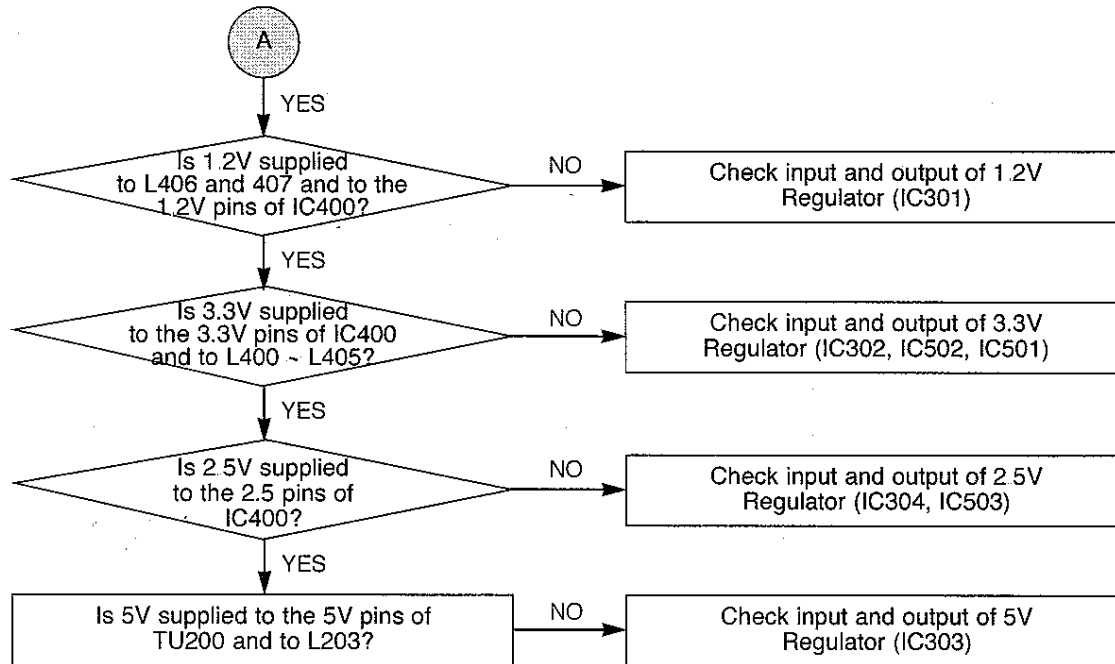 A
YES
Is 1.2V supplied
to L406 and 407 and to the
1.2V pins of IC400?
NO
Check input and output of 1.2V
Regulator (IC301)
YES
Is 3.3V supplied
to the 3.3V pins of IC400
and to L400 ~ L405?
NO
Check input and output of 3.3V
Regulator (IC302, IC502, IC501)
YES
Is 2.5V supplied
to the 2.5 pins of
IC400?
NO
Check input and output of 2.5V
Regulator (IC304, IC503)
YES
Is 5V supplied to the 5V pins of
TU200 and to L203?
NO
Check input and output of 5V
Regulator (IC303)